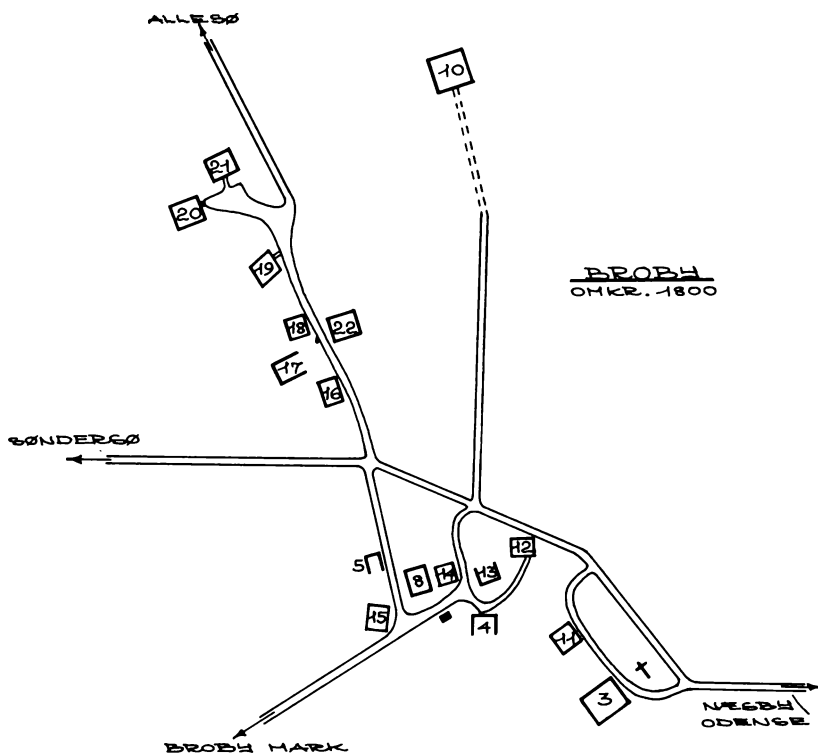 ALLESØ
10
21
20
BROBY
OMKR. 1800
19
18
22
17
16
SØNDERSØ
12
5
8
14
13
15
4
11
3
NÆSBY/
ODENSE
BROBY MARK